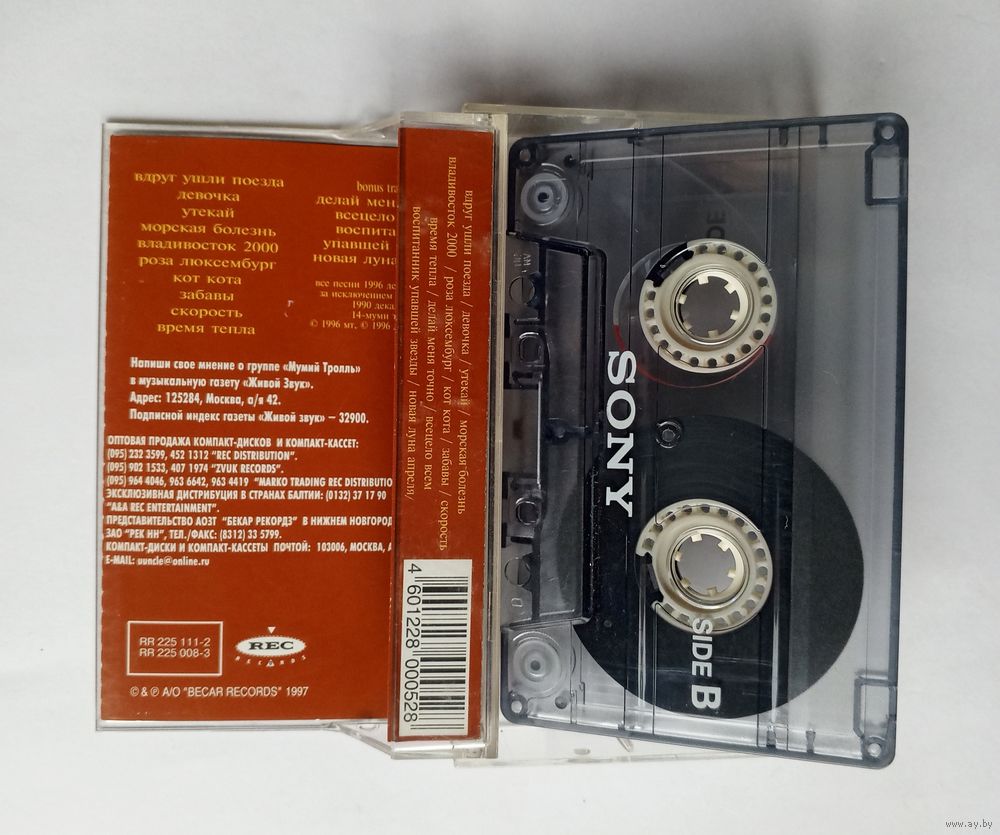 вдруг ушли поезда
девочка
утекай
морская болезнь
владивосток 2000
роза люксембург
кот кота
забавы
скорость
время тепла
bonus tra
делай мен
всецело
воспита
упавшей
новая луна
все песни 1996 де
за исключением
1990 дека
14-муми т
© 1996 мт, © 1996
Напиши свое мнение о группе «Мумий Тролль»
в музыкальную газету «Живой Звук».
Адрес: 125284, Москва, а/я 42.
Подписной индекс газеты «Живой звук» – 32900.
ОПТОВАЯ ПРОДАЖА КОМПАКТ-ДИСКОВ И КОМПАКТ-КАССЕТ:
(095) 232 3599, 452 1312 "REC DISTRIBUTION".
(095) 902 1533, 407 1974 "ZVUK RECORDS".
(095) 964 4046, 963 6642, 963 4419 "MARKO TRADING REC DISTRIBUTIO
ЭКСКЛЮЗИВНАЯ ДИСТРИБУЦИЯ В СТРАНАХ БАЛТИИ: (0132) 37 17 90
"A&A REC ENTERTAINMENT".
ПРЕДСТАВИТЕЛЬСТВО АОЗТ "БЕКАР РЕКОРДЗ" В НИЖНЕМ НОВГОРОД
ЗАО "РЕК НН", ТЕЛ./ФАКС: (8312) 33 5799.
КОМПАКТ-ДИСКИ И КОМПАКТ-КАССЕТЫ ПОЧТОЙ: 103006, МОСКВА, А
E-MAIL: uuncle@online.ru
RR 225 111-2
RR 225 008-3
REC
RECORDS
© & ℗ А/О "BECAR RECORDS" 1997
вдруг ушли поезда / девочка / утекай / морская болезнь
владивосток 2000 / роза люксембург / кот кота / забавы / скорость
время тепла / делай меня точно / всецело всем
воспитанник упавшей звезды / новая луна апреля/
4 601228 000528
SONY
SIDE B
www.ay.by